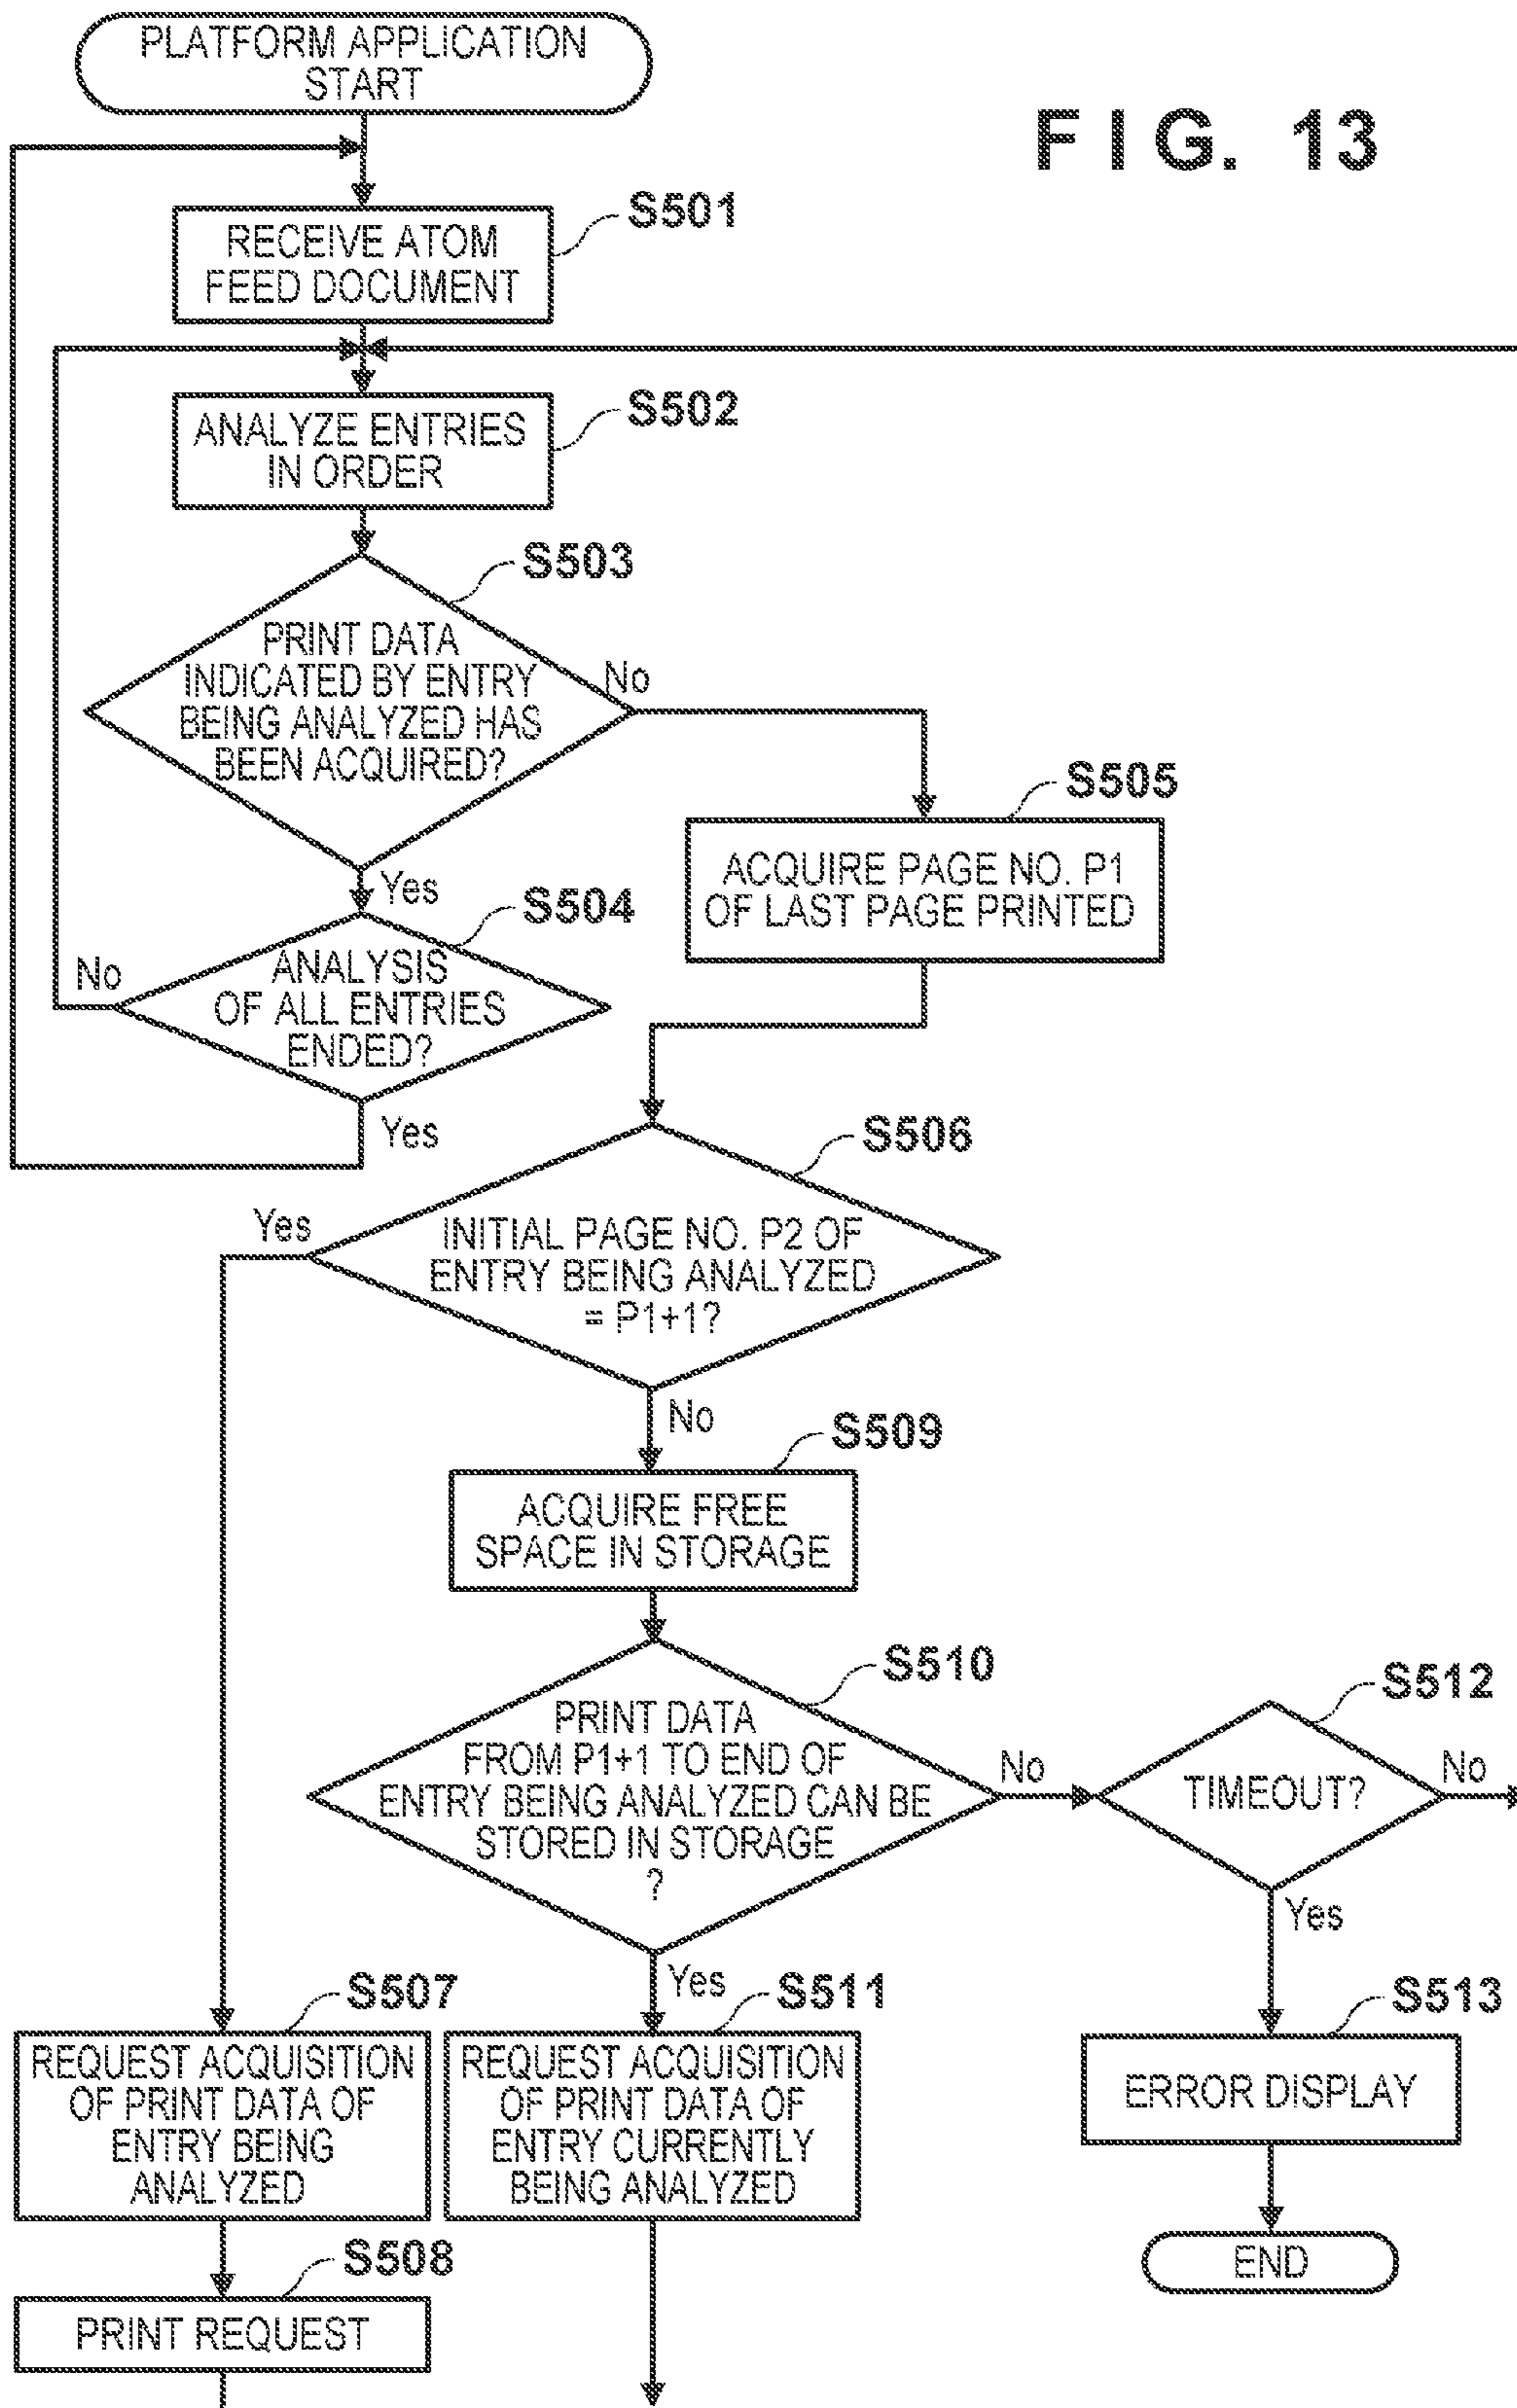 PLATFORM APPLICATION
START
FIG. 13
S501
RECEIVE ATOM
FEED DOCUMENT
S502
ANALYZE ENTRIES
IN ORDER
S503
PRINT DATA
INDICATED BY ENTRY
BEING ANALYZED HAS
BEEN ACQUIRED?
No
Yes
S504
ANALYSIS
OF ALL ENTRIES
ENDED?
No
Yes
S505
ACQUIRE PAGE NO. P1
OF LAST PAGE PRINTED
S506
INITIAL PAGE NO. P2 OF
ENTRY BEING ANALYZED
= P1+1?
Yes
No
S509
ACQUIRE FREE
SPACE IN STORAGE
S510
PRINT DATA
FROM P1+1 TO END OF
ENTRY BEING ANALYZED CAN BE
STORED IN STORAGE
?
No
Yes
S512
TIMEOUT?
No
Yes
S507
REQUEST ACQUISITION
OF PRINT DATA OF
ENTRY BEING
ANALYZED
S511
REQUEST ACQUISITION
OF PRINT DATA OF
ENTRY CURRENTLY
BEING ANALYZED
S513
ERROR DISPLAY
END
S508
PRINT REQUEST